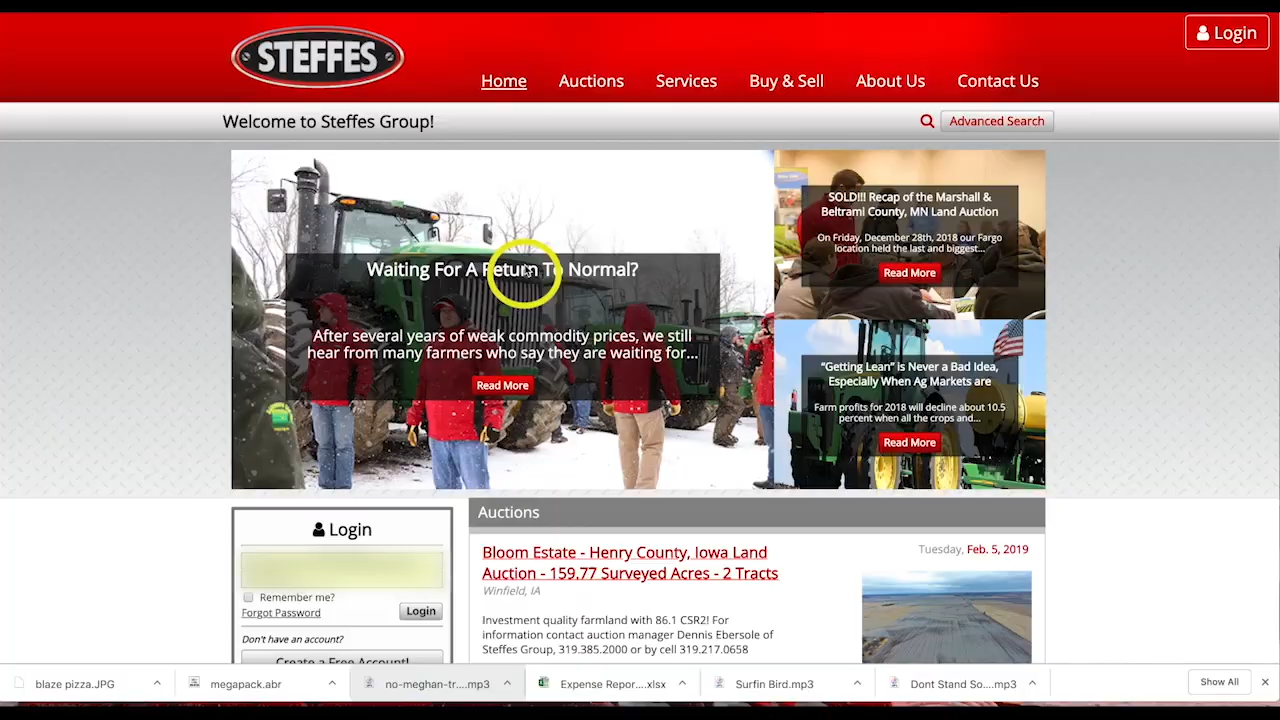 Login
STEFFES
Home Auctions Services Buy & Sell About Us Contact Us
Welcome to Steffes Group!
Advanced Search
Waiting For A Return To Normal?
After several years of weak commodity prices, we still
hear from many farmers who say they are waiting for...
Read More
SOLD!!! Recap of the Marshall &
Beltrami County, MN Land Auction
On Friday, December 28th, 2018 our Fargo
location held the last and biggest...
Read More
“Getting Lean” is Never a Bad Idea,
Especially When Ag Markets are
Farm profits for 2018 will decline about 10.5
percent when all the crops and...
Read More
Login
Remember me?
Forgot Password
Login
Don't have an account?
Create a Free Account!
Auctions
Bloom Estate - Henry County, Iowa Land
Auction - 159.77 Surveyed Acres - 2 Tracts
Tuesday, Feb. 5, 2019
Winfield, IA
Investment quality farmland with 86.1 CSR2! For
information contact auction manager Dennis Ebersole of
Steffes Group, 319.385.2000 or by cell 319.217.0658
blaze pizza.JPG megapack.abr no-meghan-tr....mp3 Expense Repor....xlsx Surfin Bird.mp3 Dont Stand So....mp3 Show All